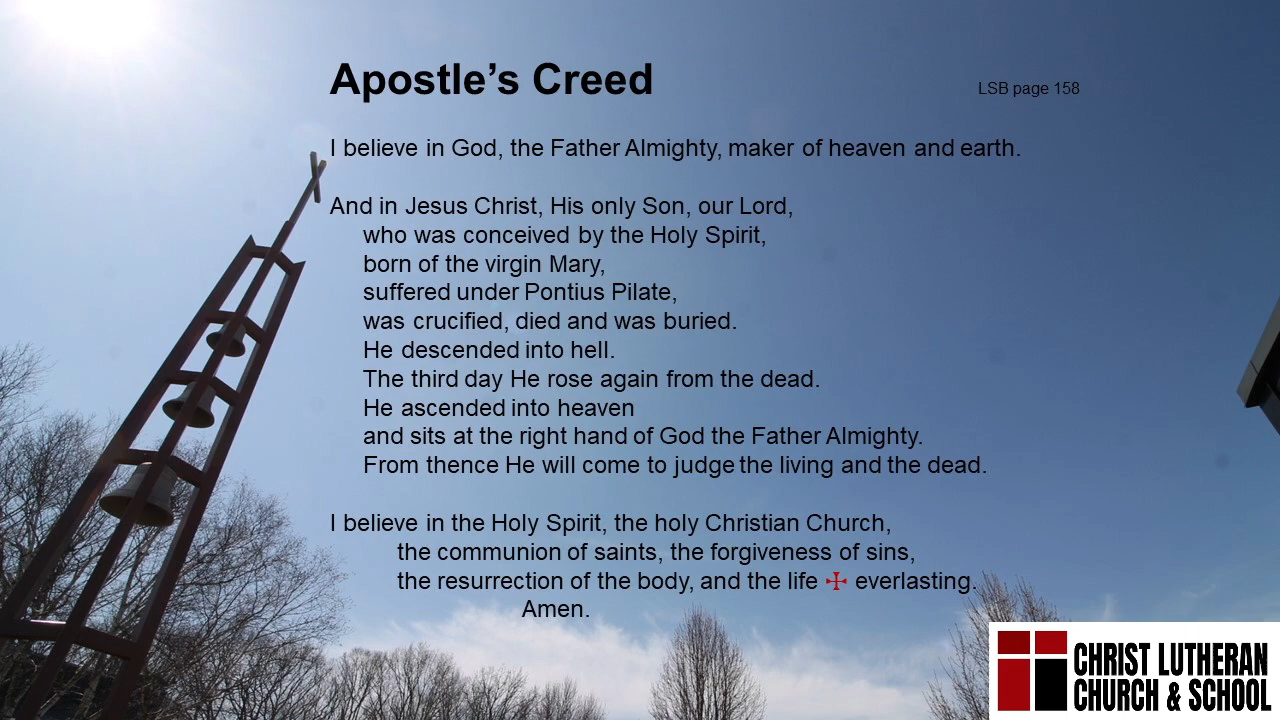 Apostle’s Creed
LSB page 158
I believe in God, the Father Almighty, maker of heaven and earth.
And in Jesus Christ, His only Son, our Lord,
who was conceived by the Holy Spirit,
born of the virgin Mary,
suffered under Pontius Pilate,
was crucified, died and was buried.
He descended into hell.
The third day He rose again from the dead.
He ascended into heaven
and sits at the right hand of God the Father Almighty.
From thence He will come to judge the living and the dead.
I believe in the Holy Spirit, the holy Christian Church,
the communion of saints, the forgiveness of sins,
the resurrection of the body, and the life ☩ everlasting.
Amen.
CHRIST LUTHERAN
CHURCH & SCHOOL